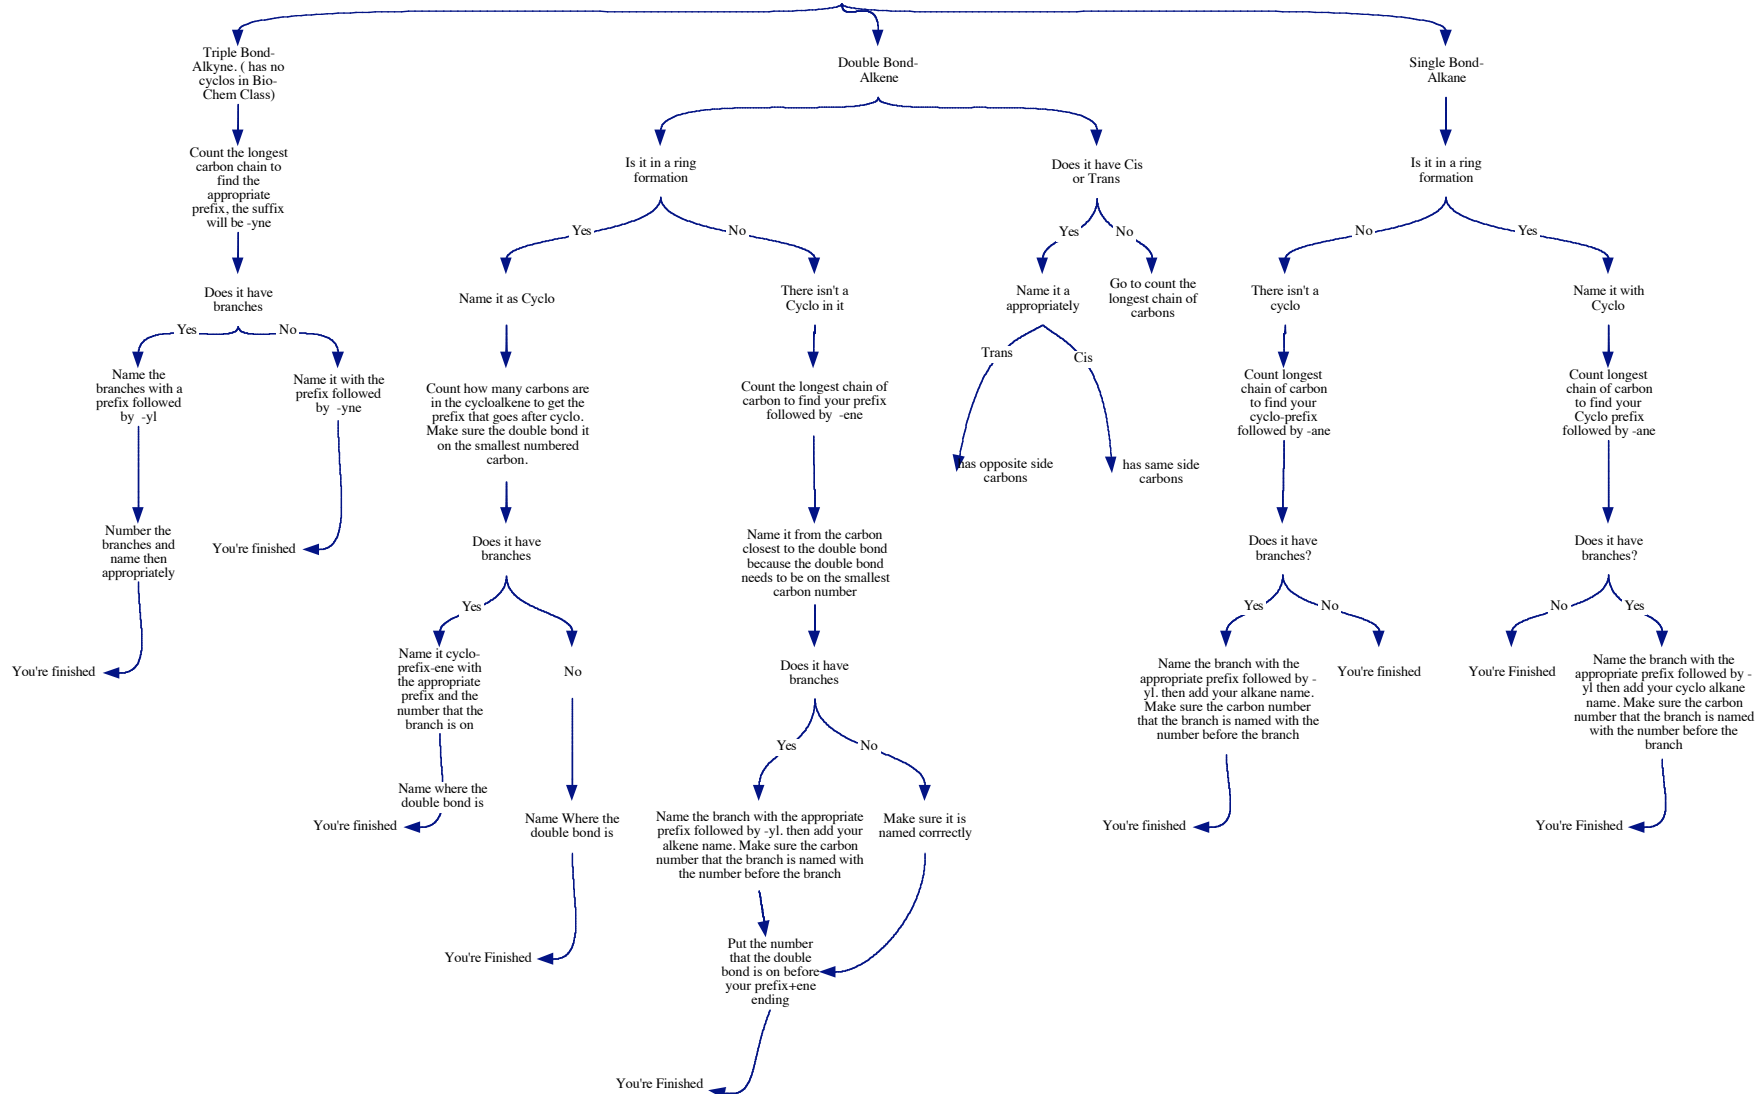 Triple Bond-
Alkyne. ( has no
cyclos in Bio-
Chem Class)
Double Bond-
Alkene
Single Bond-
Alkane
Count the longest
carbon chain to
find the
appropriate
prefix, the suffix
will be -yne
Is it in a ring
formation
Does it have Cis
or Trans
Is it in a ring
formation
Yes
No
Yes
No
No
Yes
Does it have
branches
Name it as Cyclo
There isn't a
Cyclo in it
Name it a
appropriately
Go to count the
longest chain of
carbons
There isn't a
cyclo
Name it with
Cyclo
Yes
No
Trans
Cis
Name the
branches with a
prefix followed
by -yl
Name it with the
prefix followed
by -yne
Count how many carbons are
in the cycloalkene to get the
prefix that goes after cyclo.
Make sure the double bond it
on the smallest numbered
carbon.
Count the longest chain of
carbon to find your prefix
followed by -ene
Count longest
chain of carbon
to find your
cyclo-prefix
followed by -ane
Count longest
chain of carbon
to find your
Cyclo prefix
followed by -ane
has opposite side
carbons
has same side
carbons
Number the
branches and
name then
appropriately
You're finished
Does it have
branches
Name it from the carbon
closest to the double bond
because the double bond
needs to be on the smallest
carbon number
Does it have
branches?
Does it have
branches?
Yes
Yes
No
No
Yes
You're finished
Name it cyclo-
prefix-ene with
the appropriate
prefix and the
number that the
branch is on
No
Does it have
branches
Name the branch with the
appropriate prefix followed by -
yl. then add your alkane name.
Make sure the carbon number
that the branch is named with the
number before the branch
You're finished
You're Finished
Name the branch with the
appropriate prefix followed by -
yl then add your cyclo alkane
name. Make sure the carbon
number that the branch is named
with the number before the
branch
Yes
No
Name where the
double bond is
You're finished
Name Where the
double bond is
Name the branch with the appropriate
prefix followed by -yl. then add your
alkene name. Make sure the carbon
number that the branch is named with
the number before the branch
Make sure it is
named corrrectly
You're finished
You're Finished
You're Finished
Put the number
that the double
bond is on before
your prefix+ene
ending
You're Finished